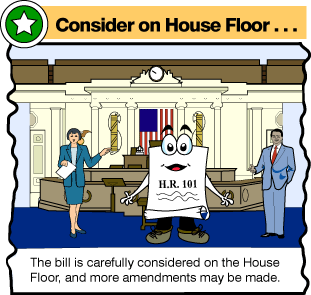 Consider on House Floor . . .
H.R. 101
The bill is carefully considered on the House
Floor, and more amendments may be made.